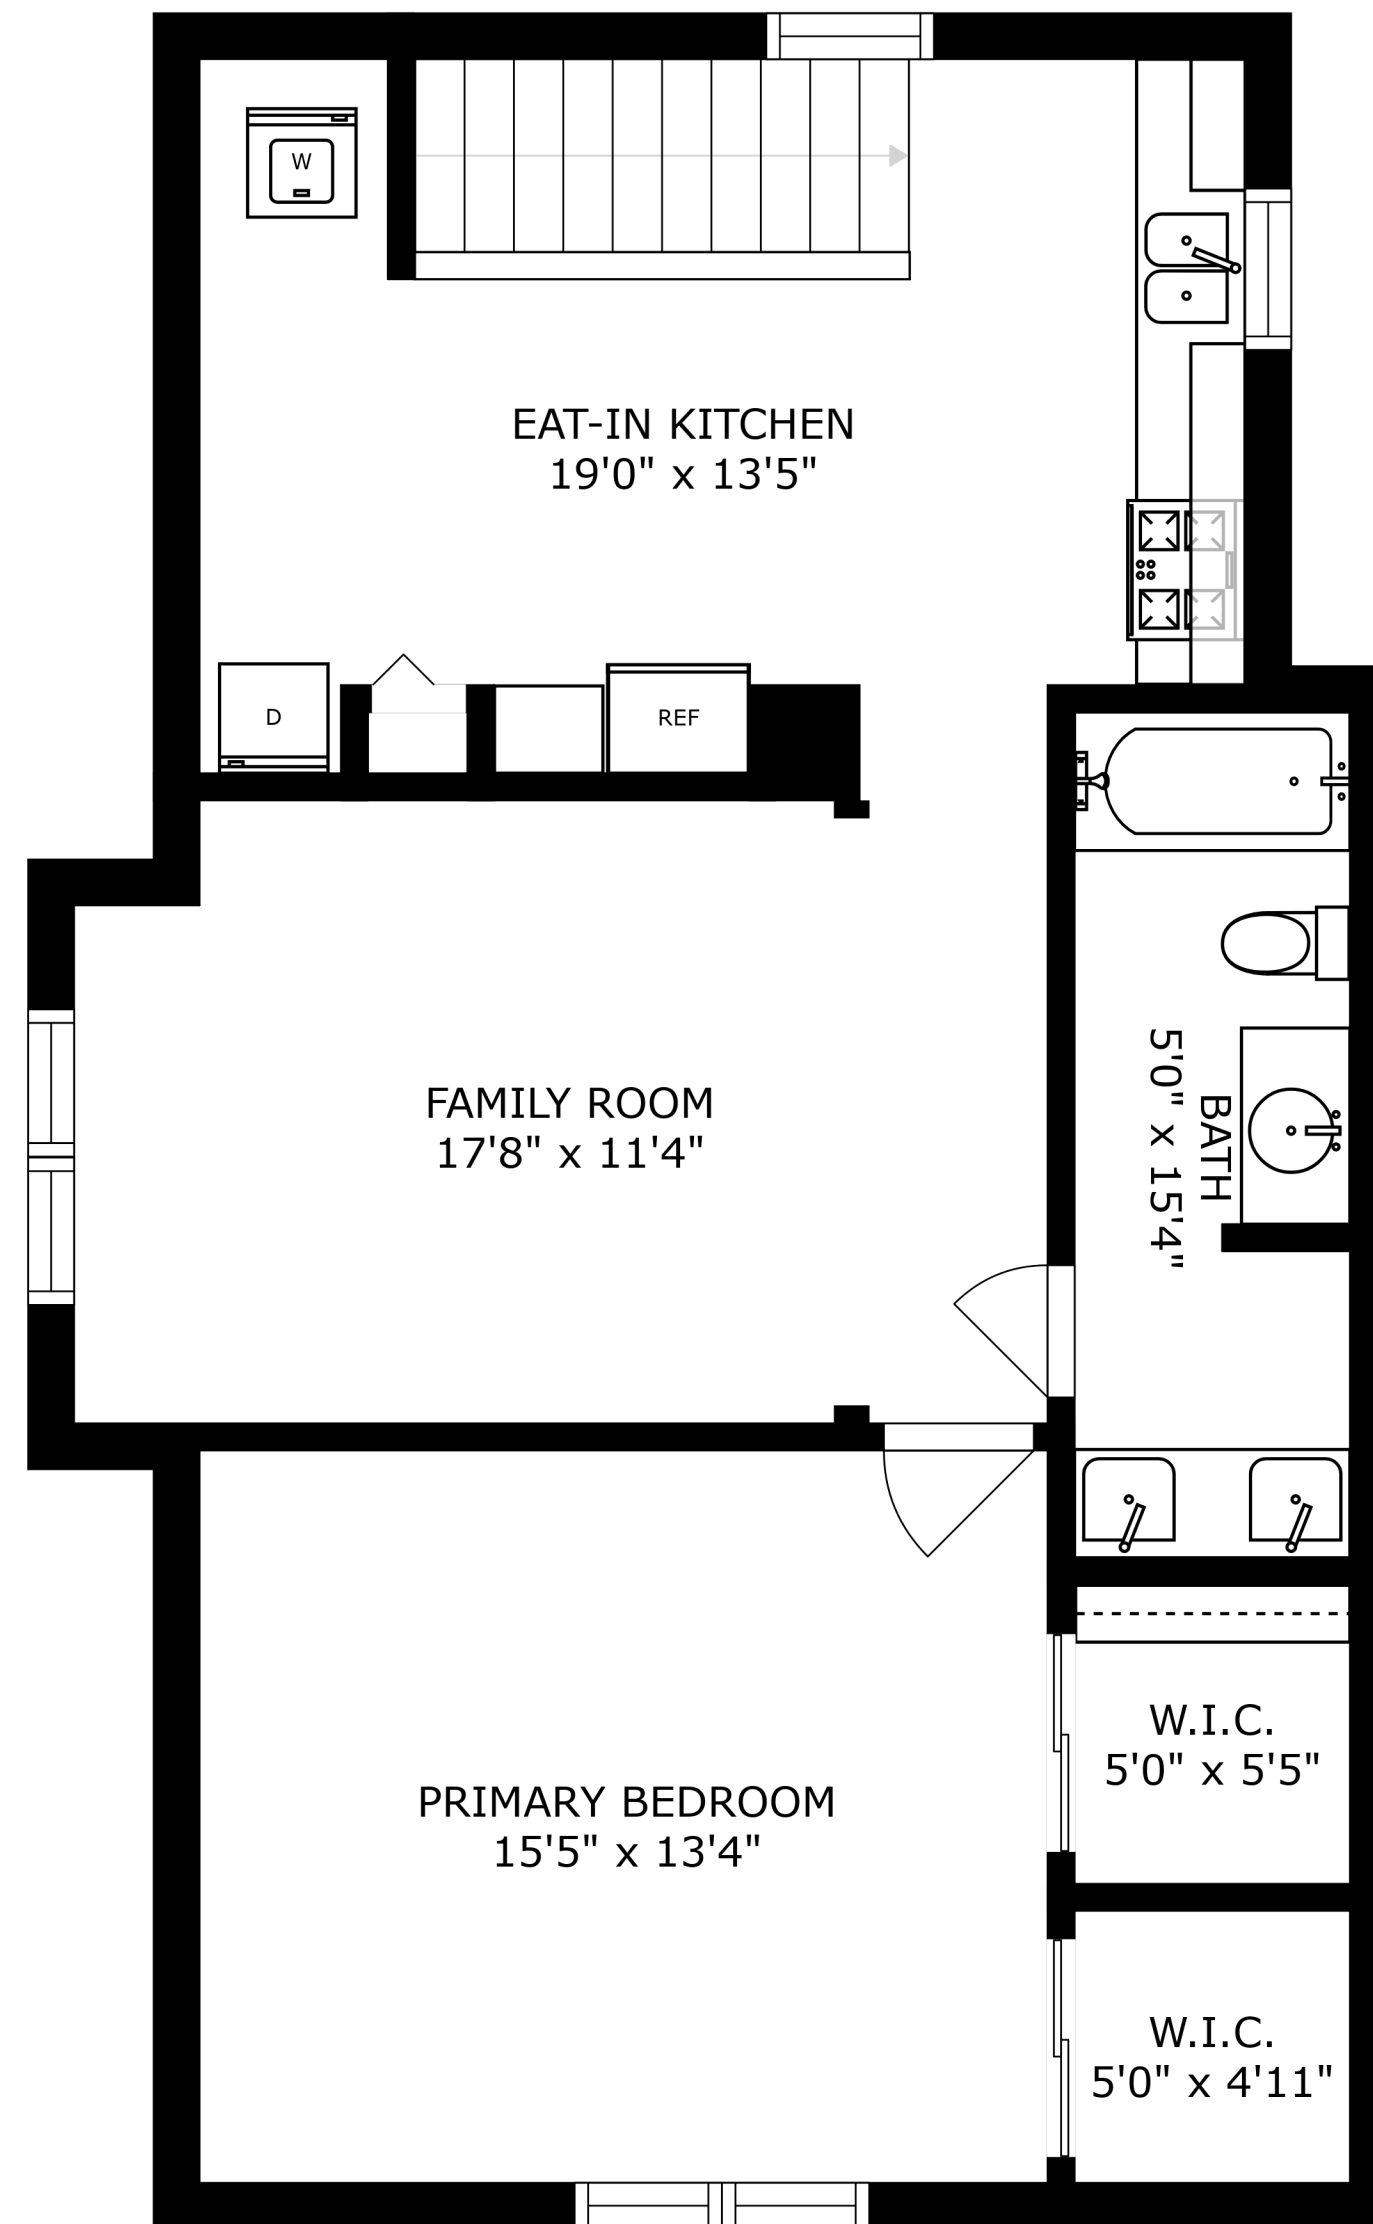 W
EAT-IN KITCHEN
19'0" x 13'5"
D
REF
FAMILY ROOM
17'8" x 11'4"
BATH
5'0" x 15'4"
W.I.C.
5'0" x 5'5"
PRIMARY BEDROOM
15'5" x 13'4"
W.I.C.
5'0" x 4'11"